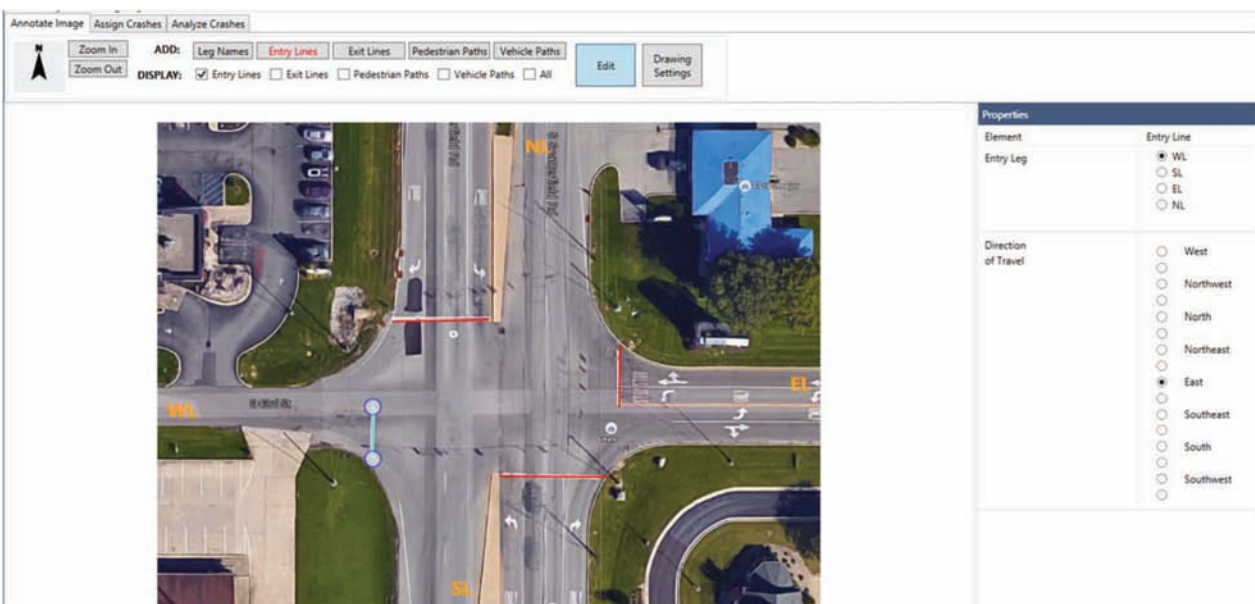 Annotate Image Assign Crashes Analyze Crashes
N
Zoom In
Zoom Out
ADD: Leg Names Entry Lines Exit Lines Pedestrian Paths Vehicle Paths
DISPLAY: Entry Lines Exit Lines Pedestrian Paths Vehicle Paths All
Edit
Drawing
Settings
Properties
Element Entry Line
Entry Leg WL
SL
EL
NL
Direction
of Travel
West
Northwest
North
Northeast
East
Southeast
South
Southwest
NL
EL
WL
SL